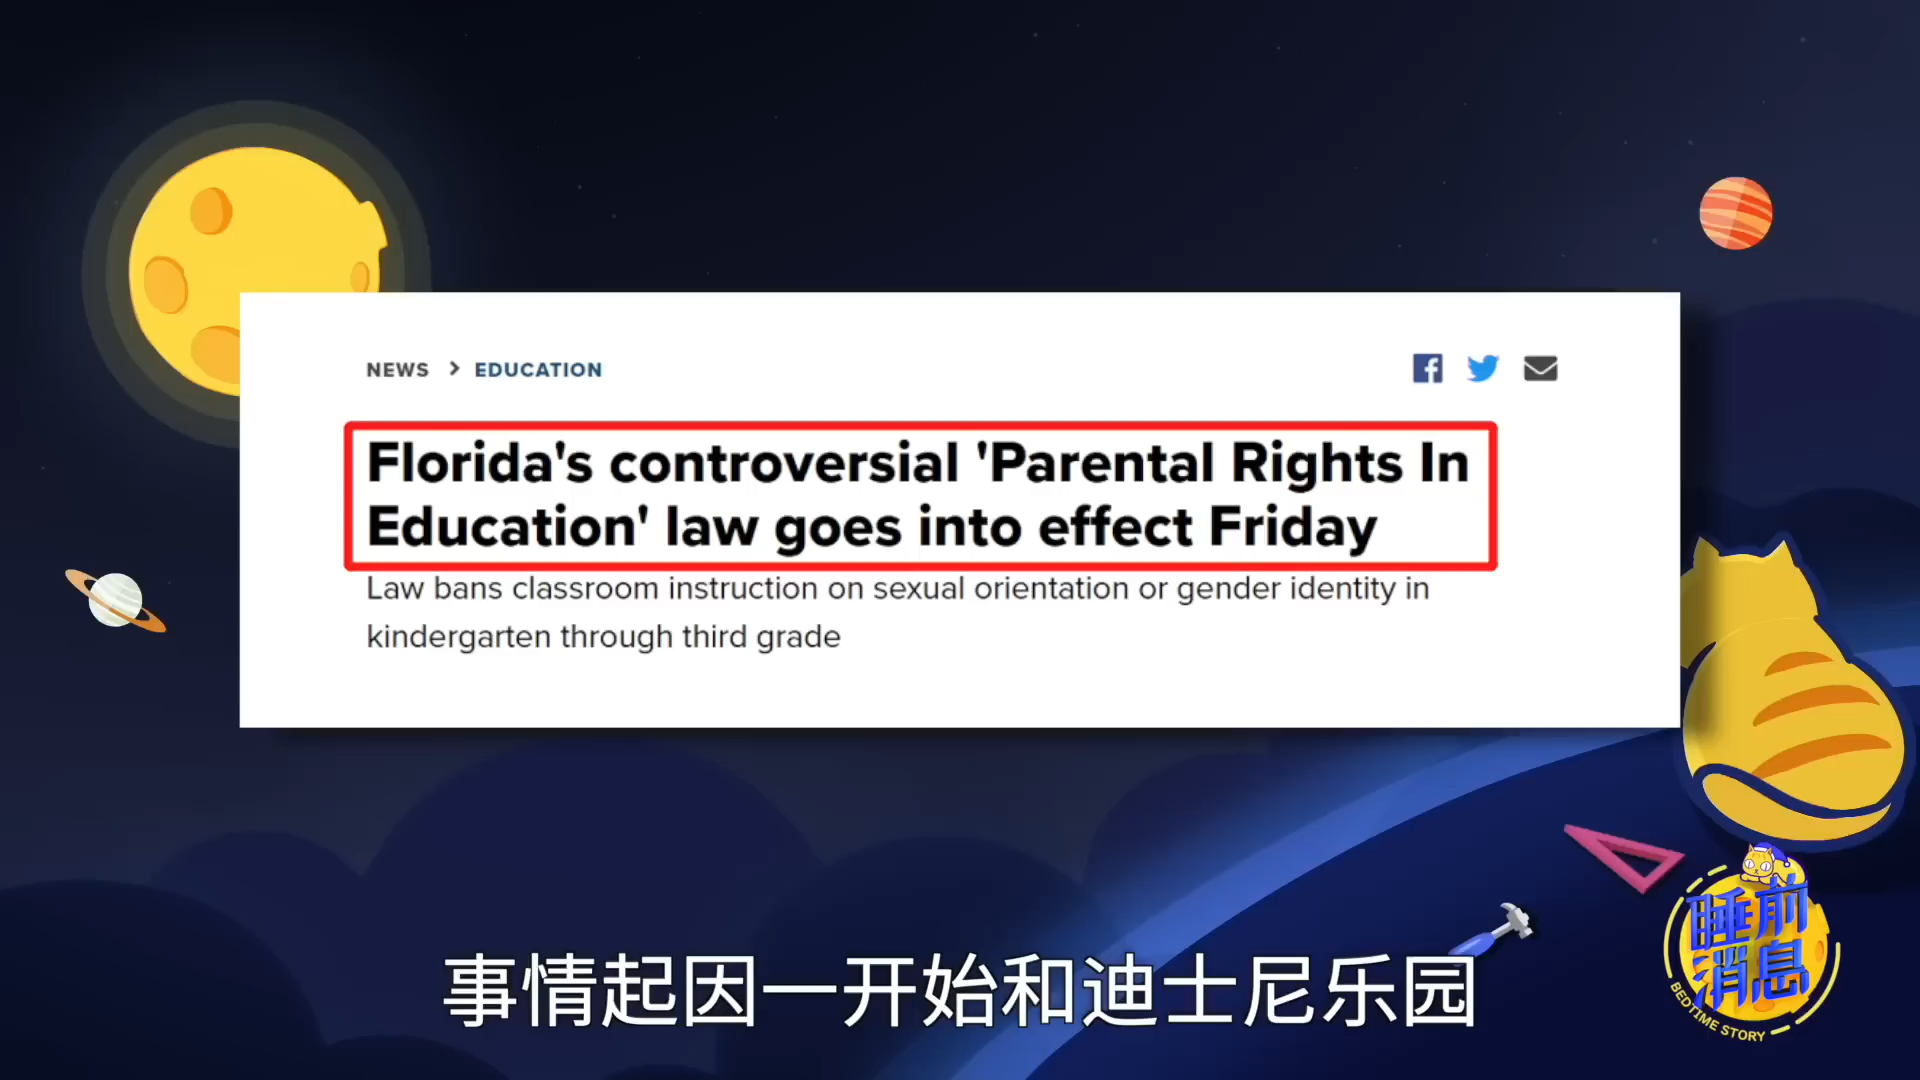 NEWS > EDUCATION
Florida's controversial 'Parental Rights In
Education' law goes into effect Friday
Law bans classroom instruction on sexual orientation or gender identity in
kindergarten through third grade
睡前
消息
BEDTIME STORY
事情起因一开始和迪士尼乐园